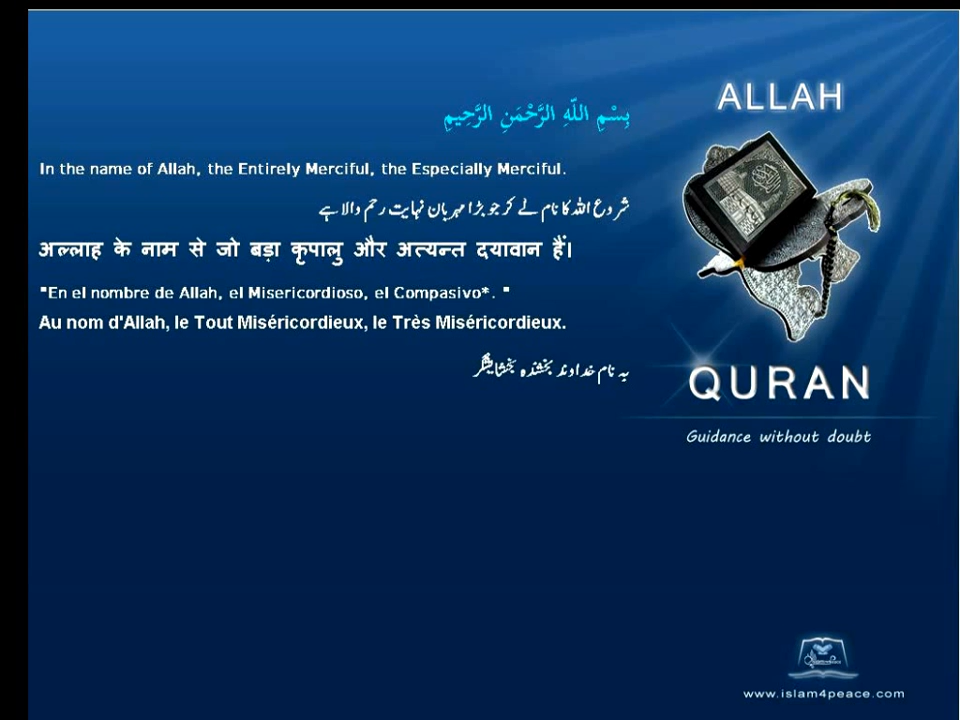 بِسْمِ اللَّهِ الرَّحْمَنِ الرَّحِيمِ
In the name of Allah, the Entirely Merciful, the Especially Merciful.
شروع اللہ کا نام لے کر جو بڑا مہربان نہایت رحم والا ہے
अल्लाह के नाम से जो बड़ा कृपालु और अत्यन्त दयावान हैं।
"En el nombre de Allah, el Misericordioso, el Compasivo*. "
Au nom d'Allah, le Tout Miséricordieux, le Très Miséricordieux.
به نام خداوند بخشنده بخشایشگر
ALLAH
QURAN
Guidance without doubt
www.islam4peace.com